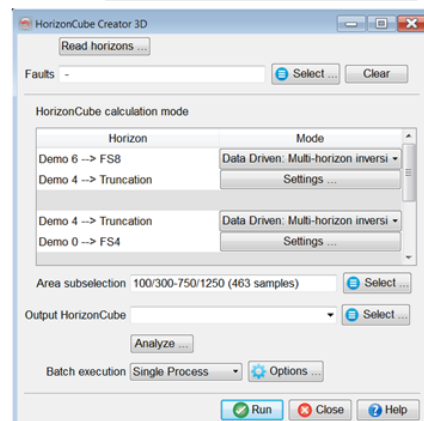 HorizonCube Creator 3D
Read horizons ...
Faults - Select ... Clear
HorizonCube calculation mode
Horizon Mode
Demo 6 --> FS8 Data Driven: Multi-horizon inversi
Demo 4 --> Truncation Settings ...
Demo 4 --> Truncation Data Driven: Multi-horizon inversi
Demo 0 --> FS4 Settings ...
Area subselection 100/300-750/1250 (463 samples) Select ...
Output HorizonCube Select ...
Analyze ...
Batch execution Single Process Options ...
Run Close Help